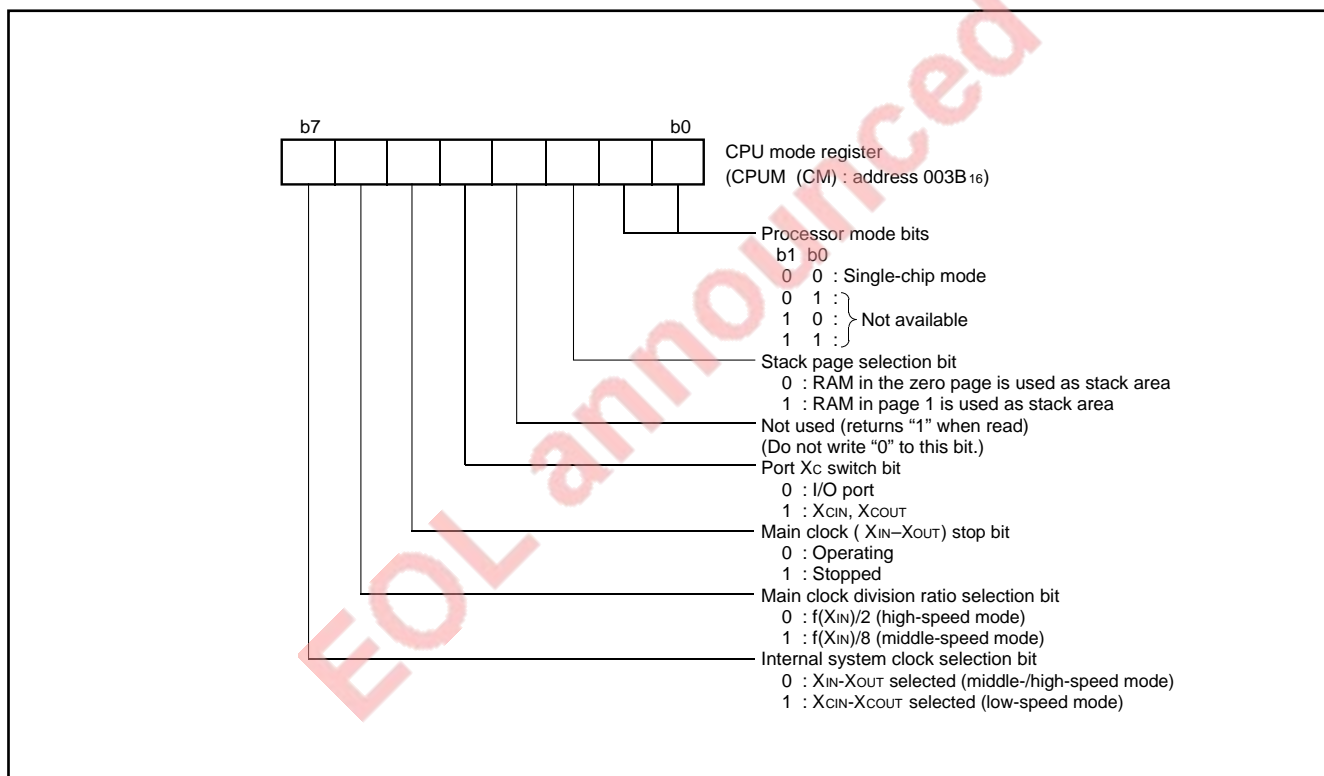 b7 b0
CPU mode register
(CPUM (CM) : address 003B16)
Processor mode bits
b1 b0
0 0 : Single-chip mode
0 1 :
1 0 : Not available
1 1 :
Stack page selection bit
0 : RAM in the zero page is used as stack area
1 : RAM in page 1 is used as stack area
Not used (returns “1” when read)
(Do not write “0” to this bit.)
Port XC switch bit
0 : I/O port
1 : XCIN, XCOUT
Main clock ( XIN–XOUT) stop bit
0 : Operating
1 : Stopped
Main clock division ratio selection bit
0 : f(XIN)/2 (high-speed mode)
1 : f(XIN)/8 (middle-speed mode)
Internal system clock selection bit
0 : XIN-XOUT selected (middle-/high-speed mode)
1 : XCIN-XCOUT selected (low-speed mode)
EOL announced